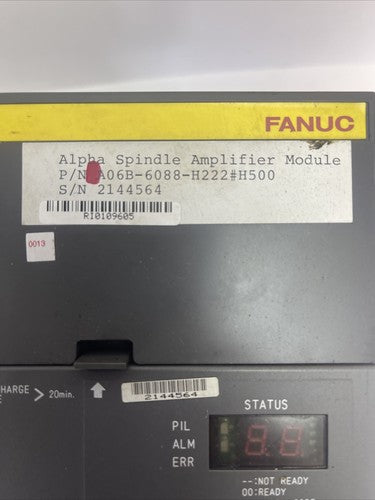 FANUC
Alpha Spindle Amplifier Module
P/N A06B-6088-H222#H500
S/N 2144564
RI0109605
0013
HARGE > 20min.
2144564
STATUS
PIL
ALM
ERR
--:NOT READY
00:READY